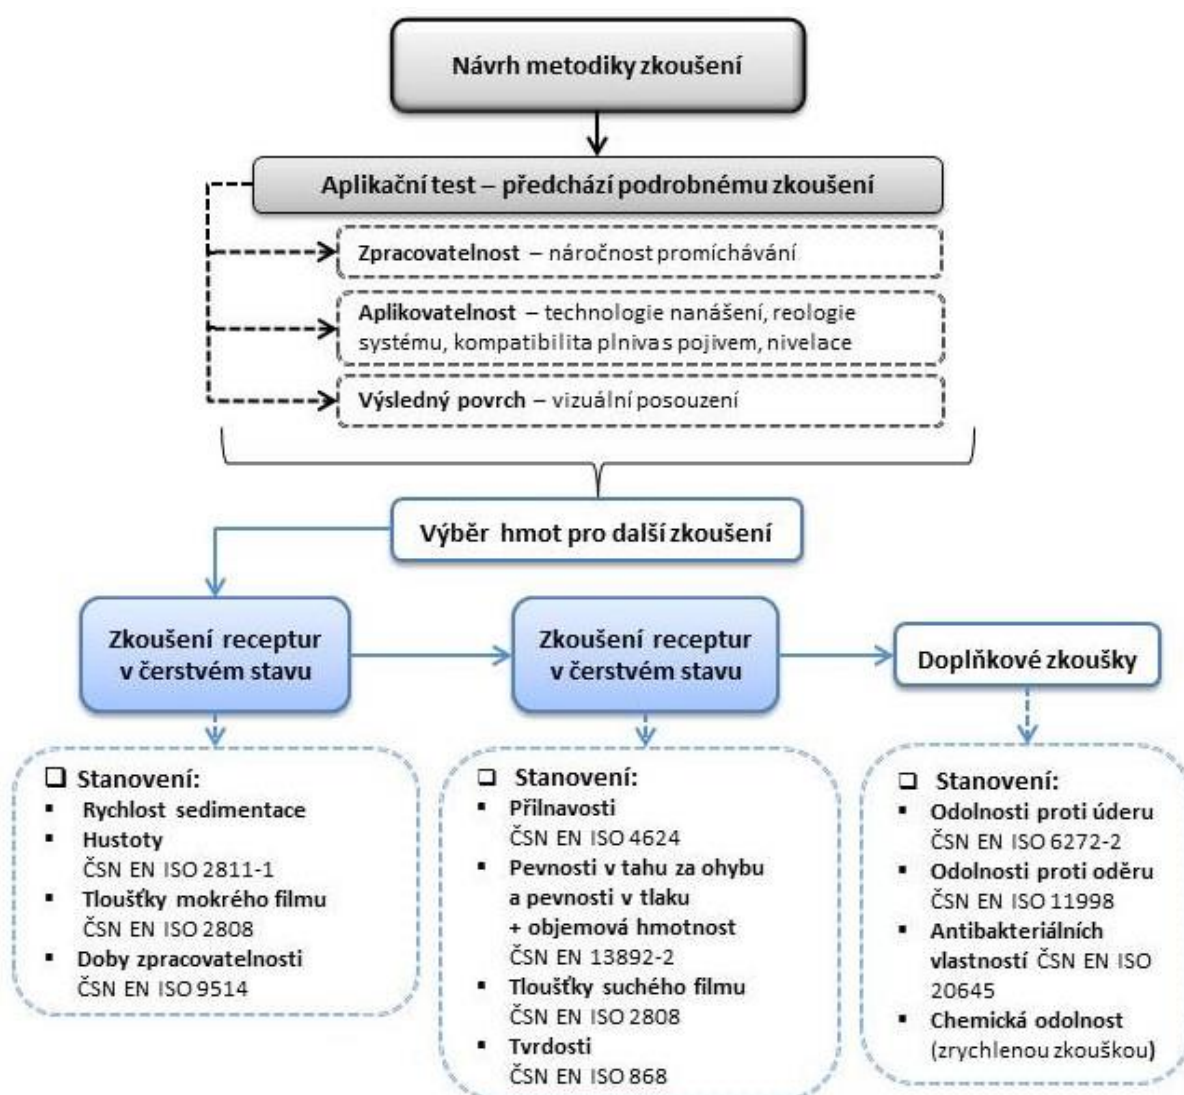 Návrh metodiky zkoušení
Aplikační test – předchází podrobnému zkoušení
Zpracovatelnost – náročnost promíchávání
Aplikovatelnost – technologie nanášení, reologie
systému, kompatibilita plniva s pojivem, nivelace
Výsledný povrch – vizuální posouzení
Výběr hmot pro další zkoušení
Zkoušení receptur
v čerstvém stavu
Zkoušení receptur
v čerstvém stavu
Doplňkové zkoušky
❑ Stanovení:
▪ Rychlost sedimentace
▪ Hustoty
ČSN EN ISO 2811-1
▪ Tloušťky mokrého filmu
ČSN EN ISO 2808
▪ Doby zpracovatelnosti
ČSN EN ISO 9514
❑ Stanovení:
▪ Přilnavosti
ČSN EN ISO 4624
▪ Pevnosti v tahu za ohybu
a pevnosti v tlaku
+ objemová hmotnost
ČSN EN 13892-2
▪ Tloušťky suchého filmu
ČSN EN ISO 2808
▪ Tvrdosti
ČSN EN ISO 868
❑ Stanovení:
▪ Odolnosti proti úderu
ČSN EN ISO 6272-2
▪ Odolnosti proti oděru
ČSN EN ISO 11998
▪ Antibakteriálních
vlastností ČSN EN ISO
20645
▪ Chemická odolnost
(zrychlenou zkouškou)